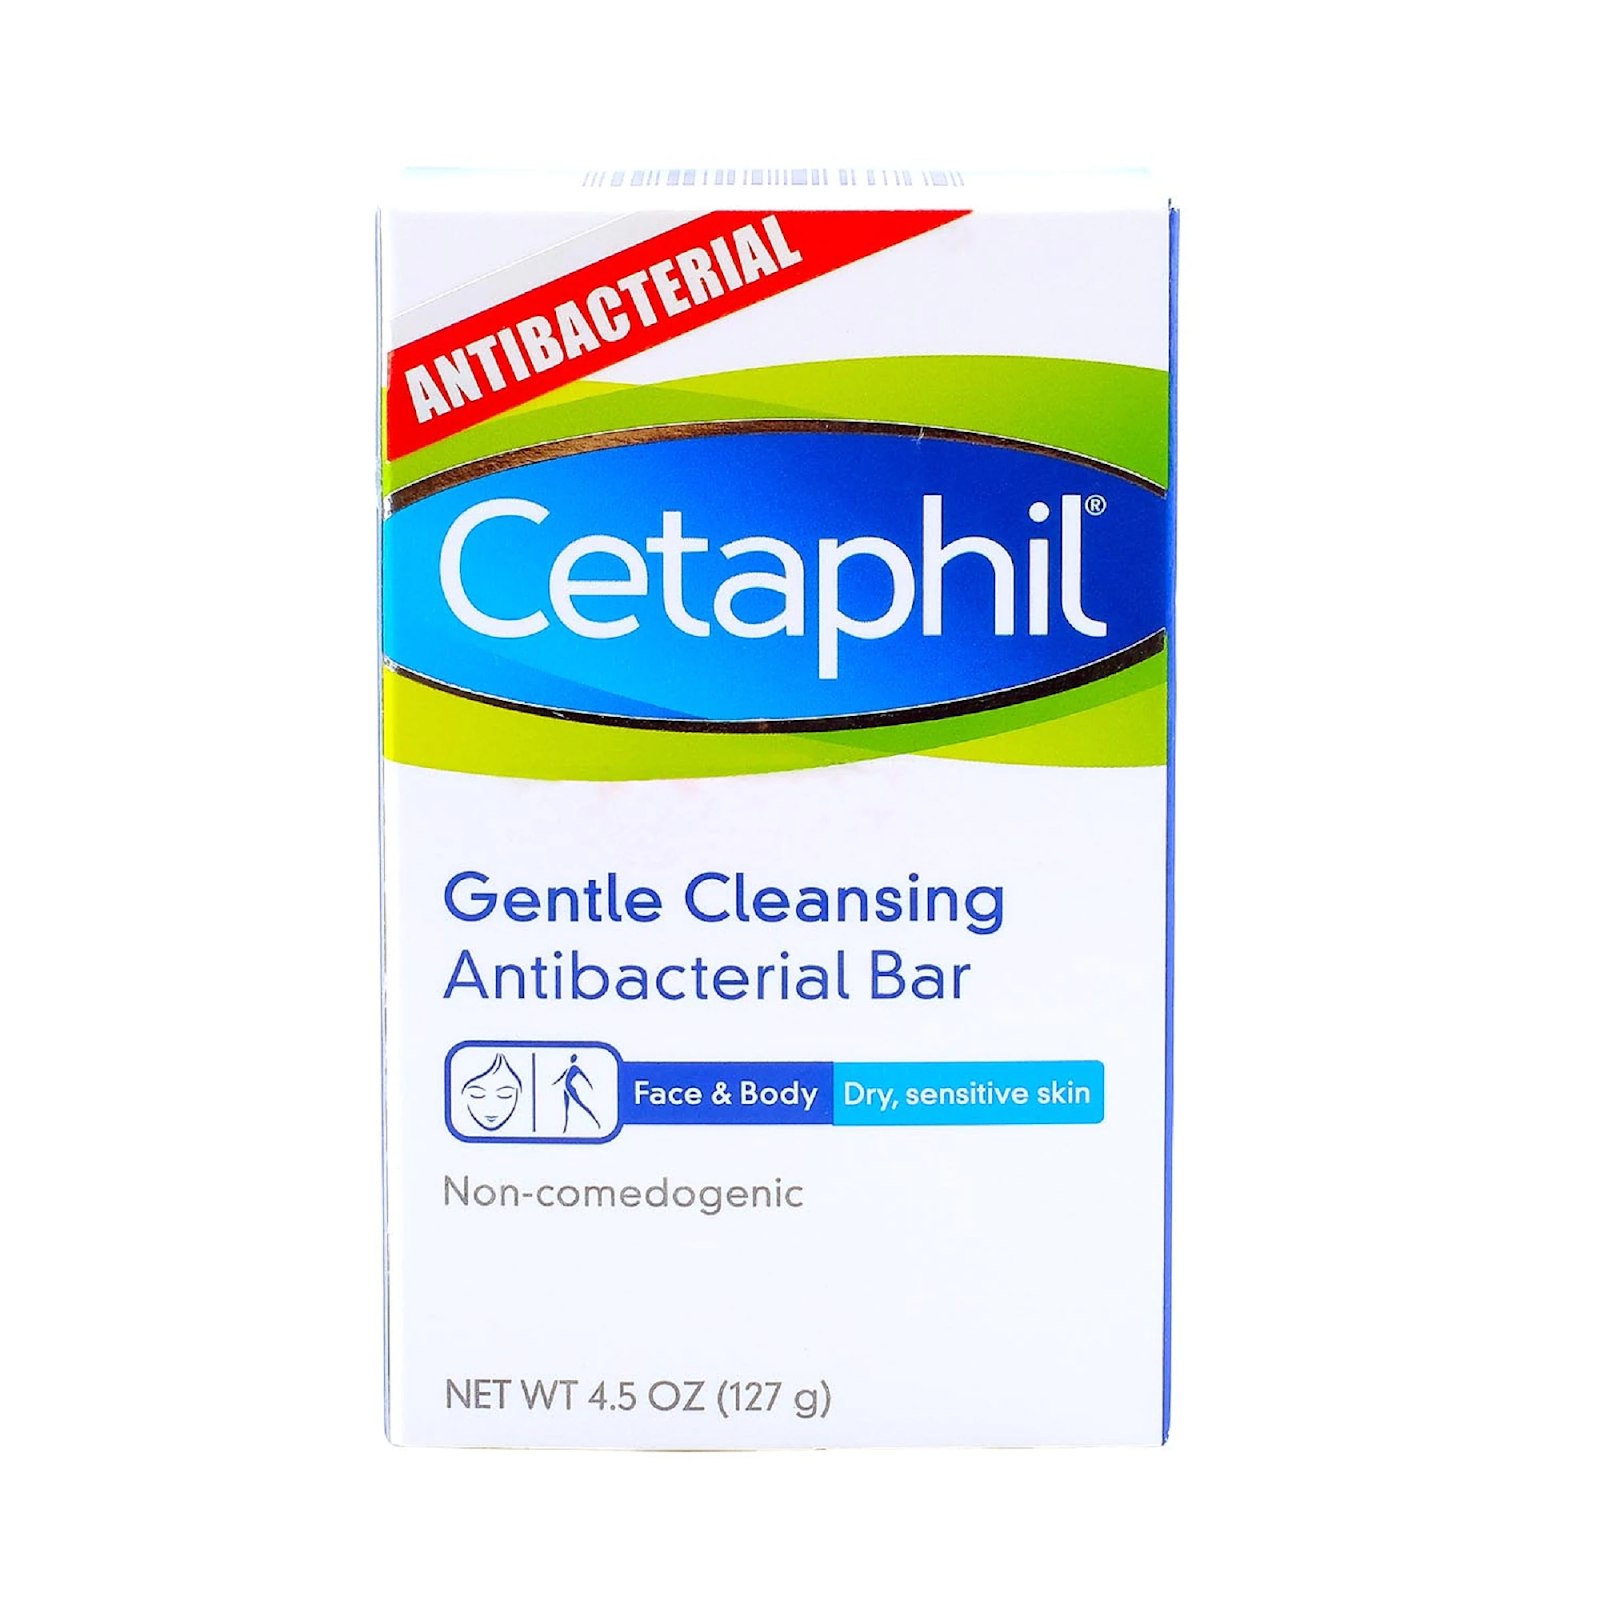 ANTIBACTERIAL
Cetaphil®
Gentle Cleansing
Antibacterial Bar
Face & Body Dry, sensitive skin
Non-comedogenic
NET WT 4.5 OZ (127 g)